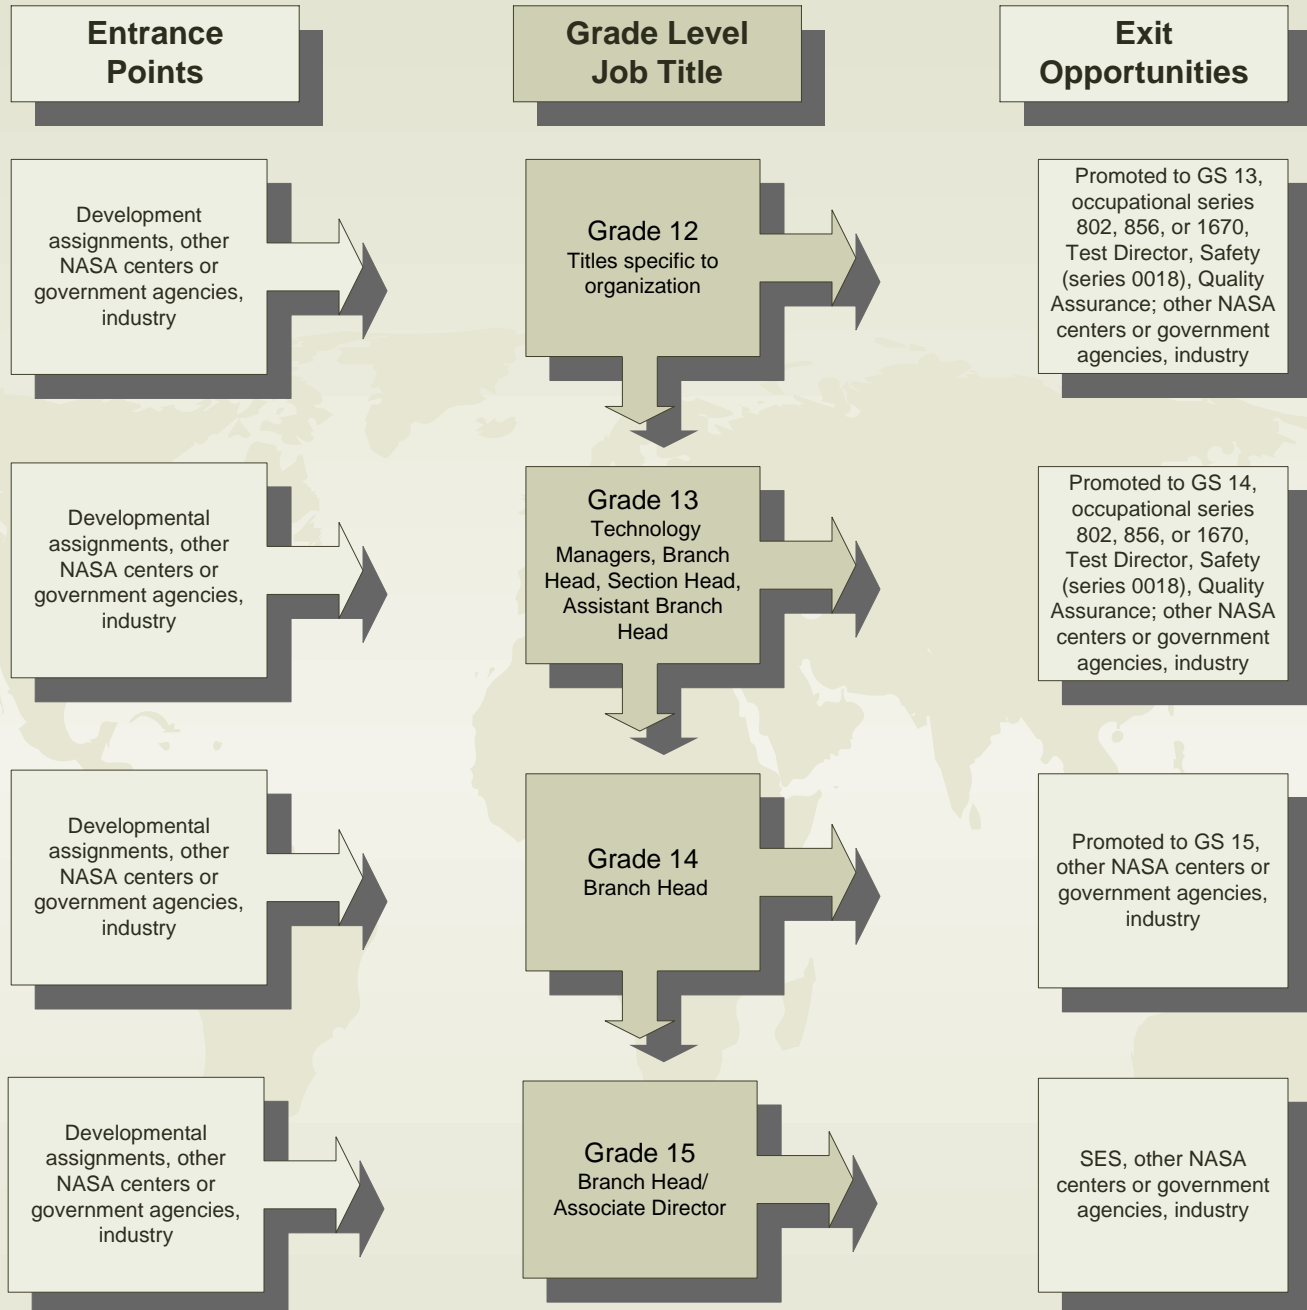 Entrance
Points
Grade Level
Job Title
Exit
Opportunities
Development
assignments, other
NASA centers or
government agencies,
industry
Grade 12
Titles specific to
organization
Promoted to GS 13,
occupational series
802, 856, or 1670,
Test Director, Safety
(series 0018), Quality
Assurance; other NASA
centers or government
agencies, industry
Developmental
assignments, other
NASA centers or
government agencies,
industry
Grade 13
Technology
Managers, Branch
Head, Section Head,
Assistant Branch
Head
Promoted to GS 14,
occupational series
802, 856, or 1670,
Test Director, Safety
(series 0018), Quality
Assurance; other NASA
centers or government
agencies, industry
Developmental
assignments, other
NASA centers or
government agencies,
industry
Grade 14
Branch Head
Promoted to GS 15,
other NASA centers or
government agencies,
industry
Developmental
assignments, other
NASA centers or
government agencies,
industry
Grade 15
Branch Head/
Associate Director
SES, other NASA
centers or government
agencies, industry